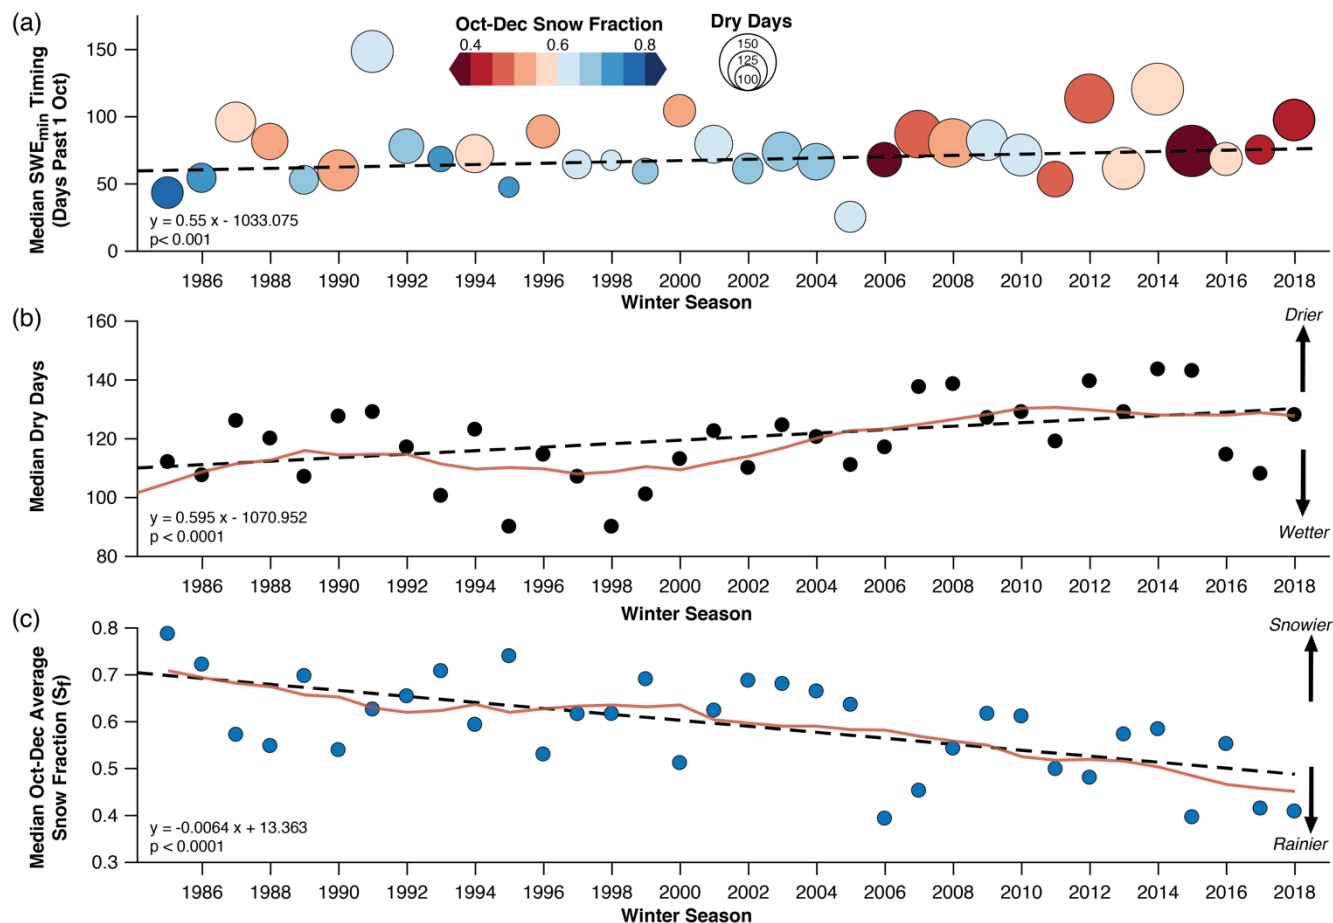 (a)
Oct-Dec Snow Fraction
0.4 0.6 0.8
Dry Days
150
125
100
Median SWEmin Timing
(Days Past 1 Oct)
150
100
50
0
y = 0.55 x - 1033.075
p< 0.001
1986 1988 1990 1992 1994 1996 1998 2000 2002 2004 2006 2008 2010 2012 2014 2016 2018
Winter Season
(b)
Median Dry Days
160
140
120
100
80
Drier
Wetter
y = 0.595 x - 1070.952
p < 0.0001
1986 1988 1990 1992 1994 1996 1998 2000 2002 2004 2006 2008 2010 2012 2014 2016 2018
Winter Season
(c)
Median Oct-Dec Average
Snow Fraction (Sf)
0.8
0.7
0.6
0.5
0.4
0.3
Snowier
Rainier
y = -0.0064 x + 13.363
p < 0.0001
1986 1988 1990 1992 1994 1996 1998 2000 2002 2004 2006 2008 2010 2012 2014 2016 2018
Winter Season